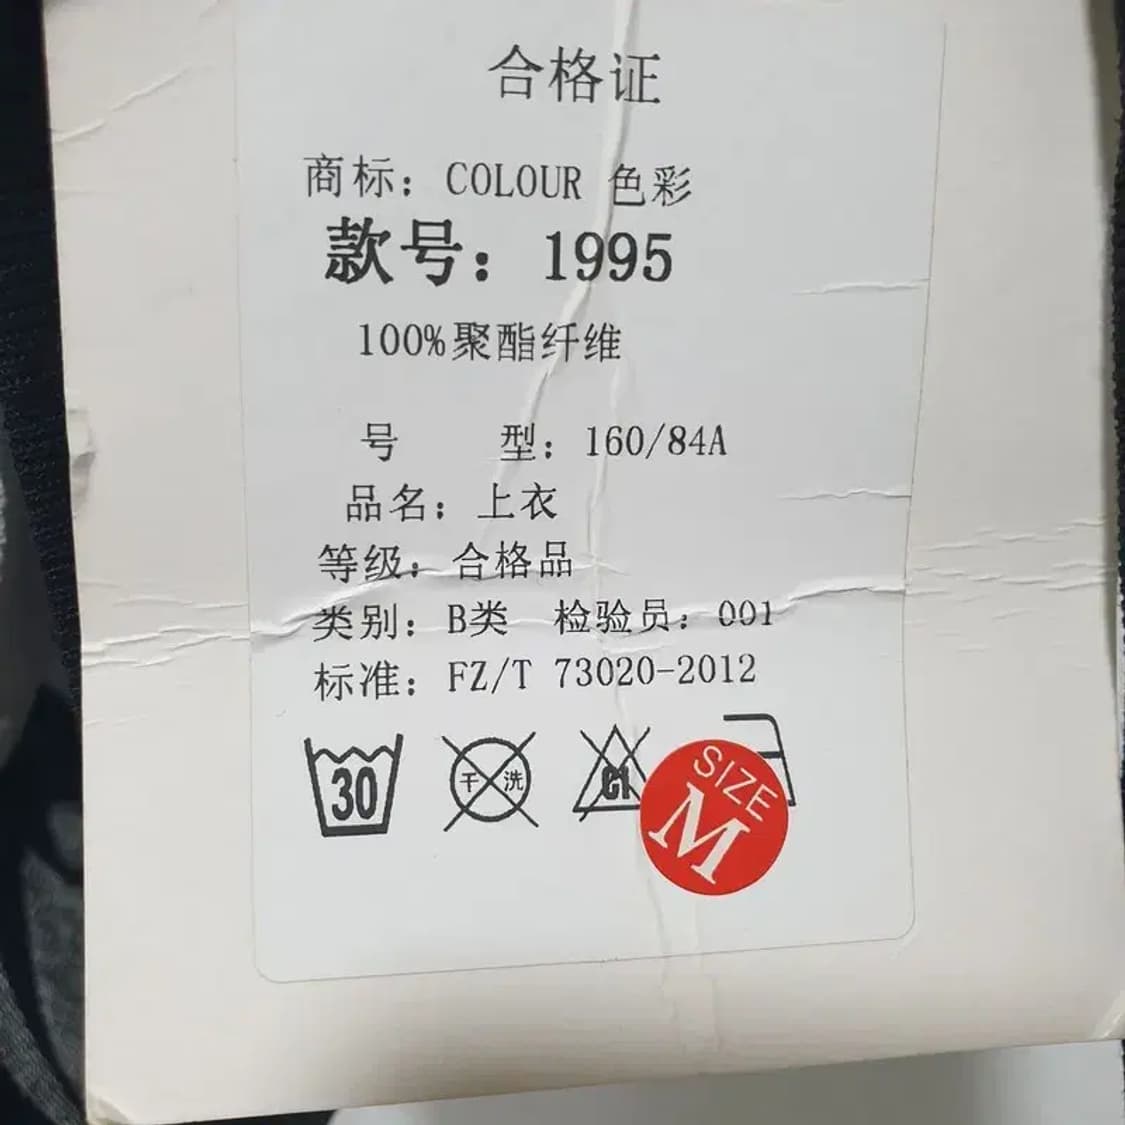 合格证
商标：COLOUR 色彩
款号：1995
100%聚酯纤维
号 型：160/84A
品名：上衣
等级：合格品
类别：B类 检验员：001
标准：FZ/T 73020-2012
30
干洗
Cl
SIZE
M